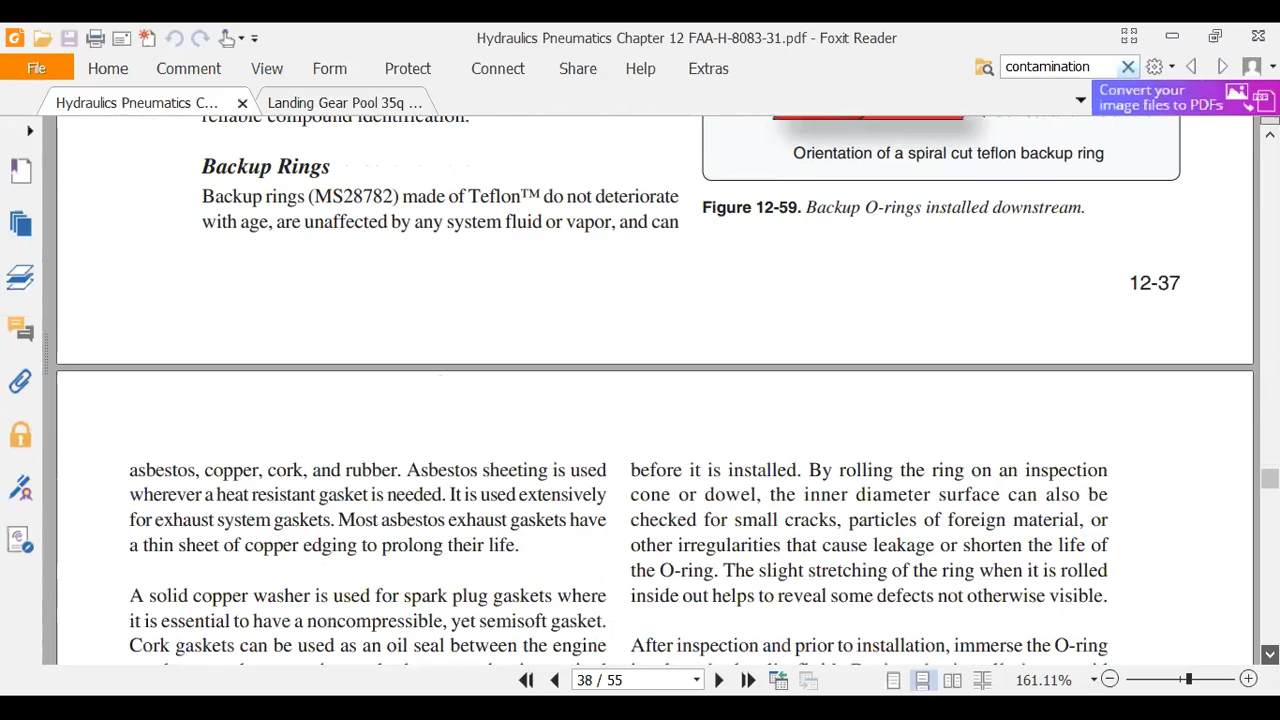 Hydraulics Pneumatics Chapter 12 FAA-H-8083-31.pdf - Foxit Reader
File Home Comment View Form Protect Connect Share Help Extras
contamination
Hydraulics Pneumatics C...
Landing Gear Pool 35q ...
Convert your
image files to PDFs
reliable compound identification.
Backup Rings
Backup rings (MS28782) made of Teflon™ do not deteriorate
with age, are unaffected by any system fluid or vapor, and can
Orientation of a spiral cut teflon backup ring
Figure 12-59. Backup O-rings installed downstream.
12-37
asbestos, copper, cork, and rubber. Asbestos sheeting is used
wherever a heat resistant gasket is needed. It is used extensively
for exhaust system gaskets. Most asbestos exhaust gaskets have
a thin sheet of copper edging to prolong their life.
A solid copper washer is used for spark plug gaskets where
it is essential to have a noncompressible, yet semisoft gasket.
Cork gaskets can be used as an oil seal between the engine
before it is installed. By rolling the ring on an inspection
cone or dowel, the inner diameter surface can also be
checked for small cracks, particles of foreign material, or
other irregularities that cause leakage or shorten the life of
the O-ring. The slight stretching of the ring when it is rolled
inside out helps to reveal some defects not otherwise visible.
After inspection and prior to installation, immerse the O-ring
38 / 55
161.11%